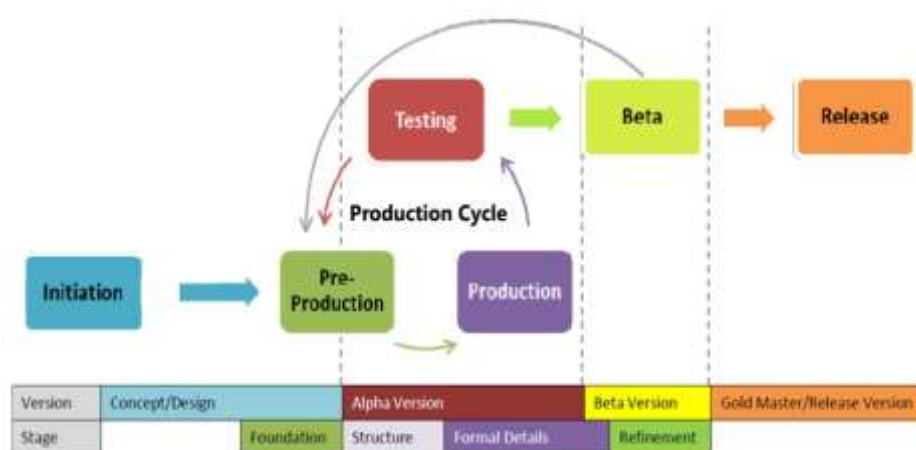 Testing
Beta
Release
Production Cycle
Initiation
Pre-
Production
Production
Version
Concept/Design
Alpha Version
Beta Version
Gold Master/Release Version
Stage
Foundation
Structure
Formal Details
Refinement